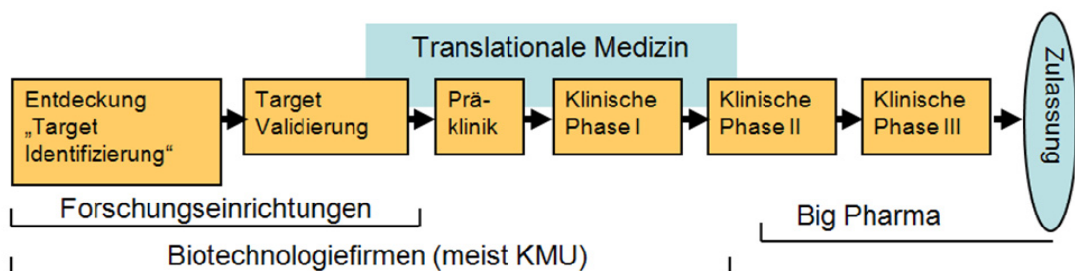 Translationale Medizin
Entdeckung
„Target
Identifizierung“
Target
Validierung
Prä-
klinik
Klinische
Phase I
Klinische
Phase II
Klinische
Phase III
Zulassung
Forschungseinrichtungen
Big Pharma
Biotechnologiefirmen (meist KMU)